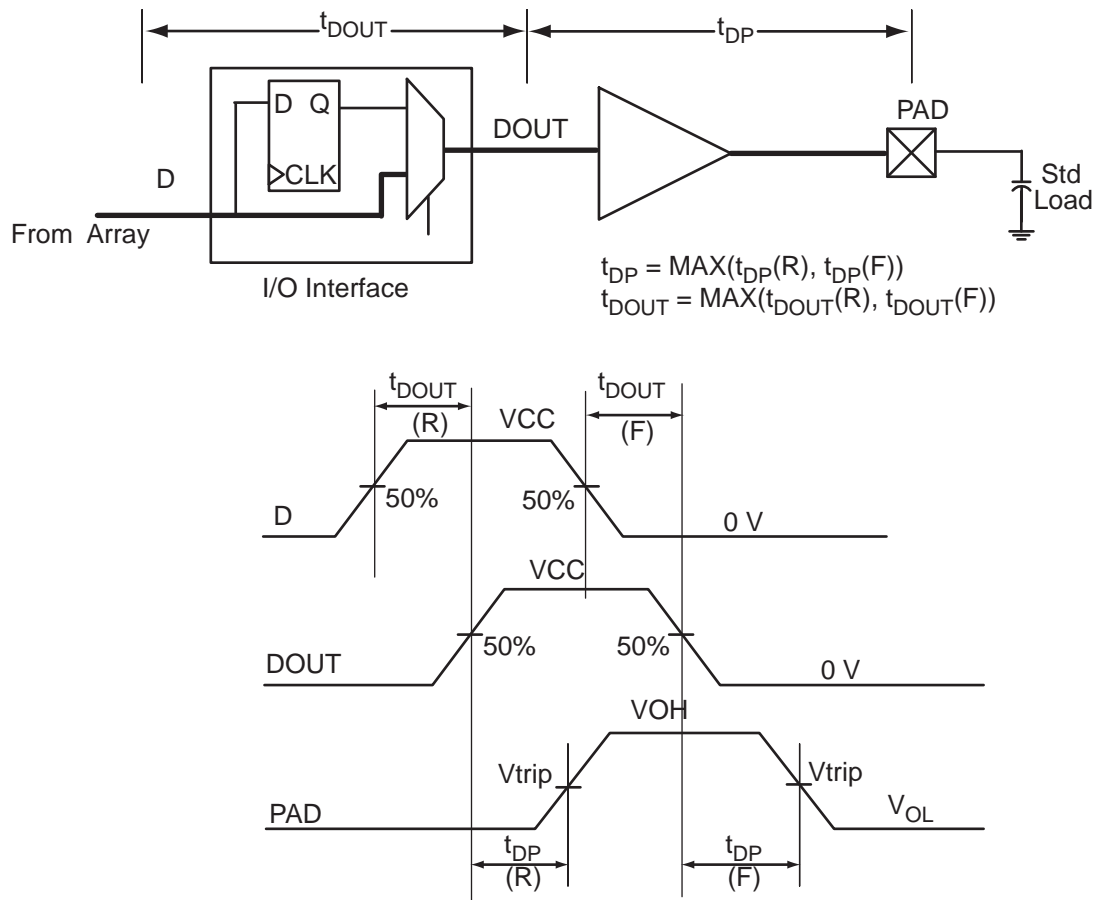 tDOUT
tDP
D Q
CLK
D
From Array
I/O Interface
DOUT
PAD
Std
Load
tDP = MAX(tDP(R), tDP(F))
tDOUT = MAX(tDOUT(R), tDOUT(F))
tDOUT
(R)
VCC
tDOUT
(F)
50%
50%
D
0 V
VCC
50%
50%
DOUT
0 V
VOH
Vtrip
Vtrip
PAD
VOL
tDP
(R)
tDP
(F)